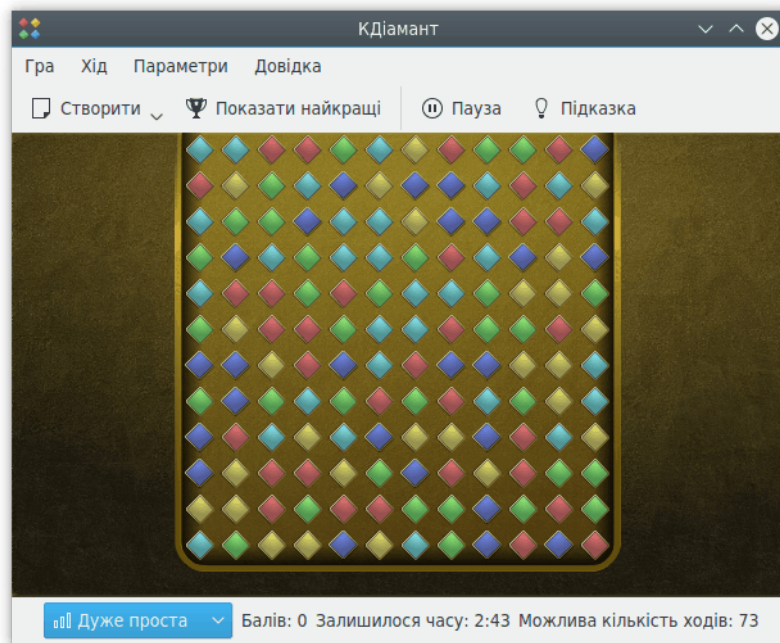 КДіамант
Гра Хід Параметри Довідка
Створити Показати найкращі Пауза Підказка
Дуже проста Балів: 0 Залишилося часу: 2:43 Можлива кількість ходів: 73